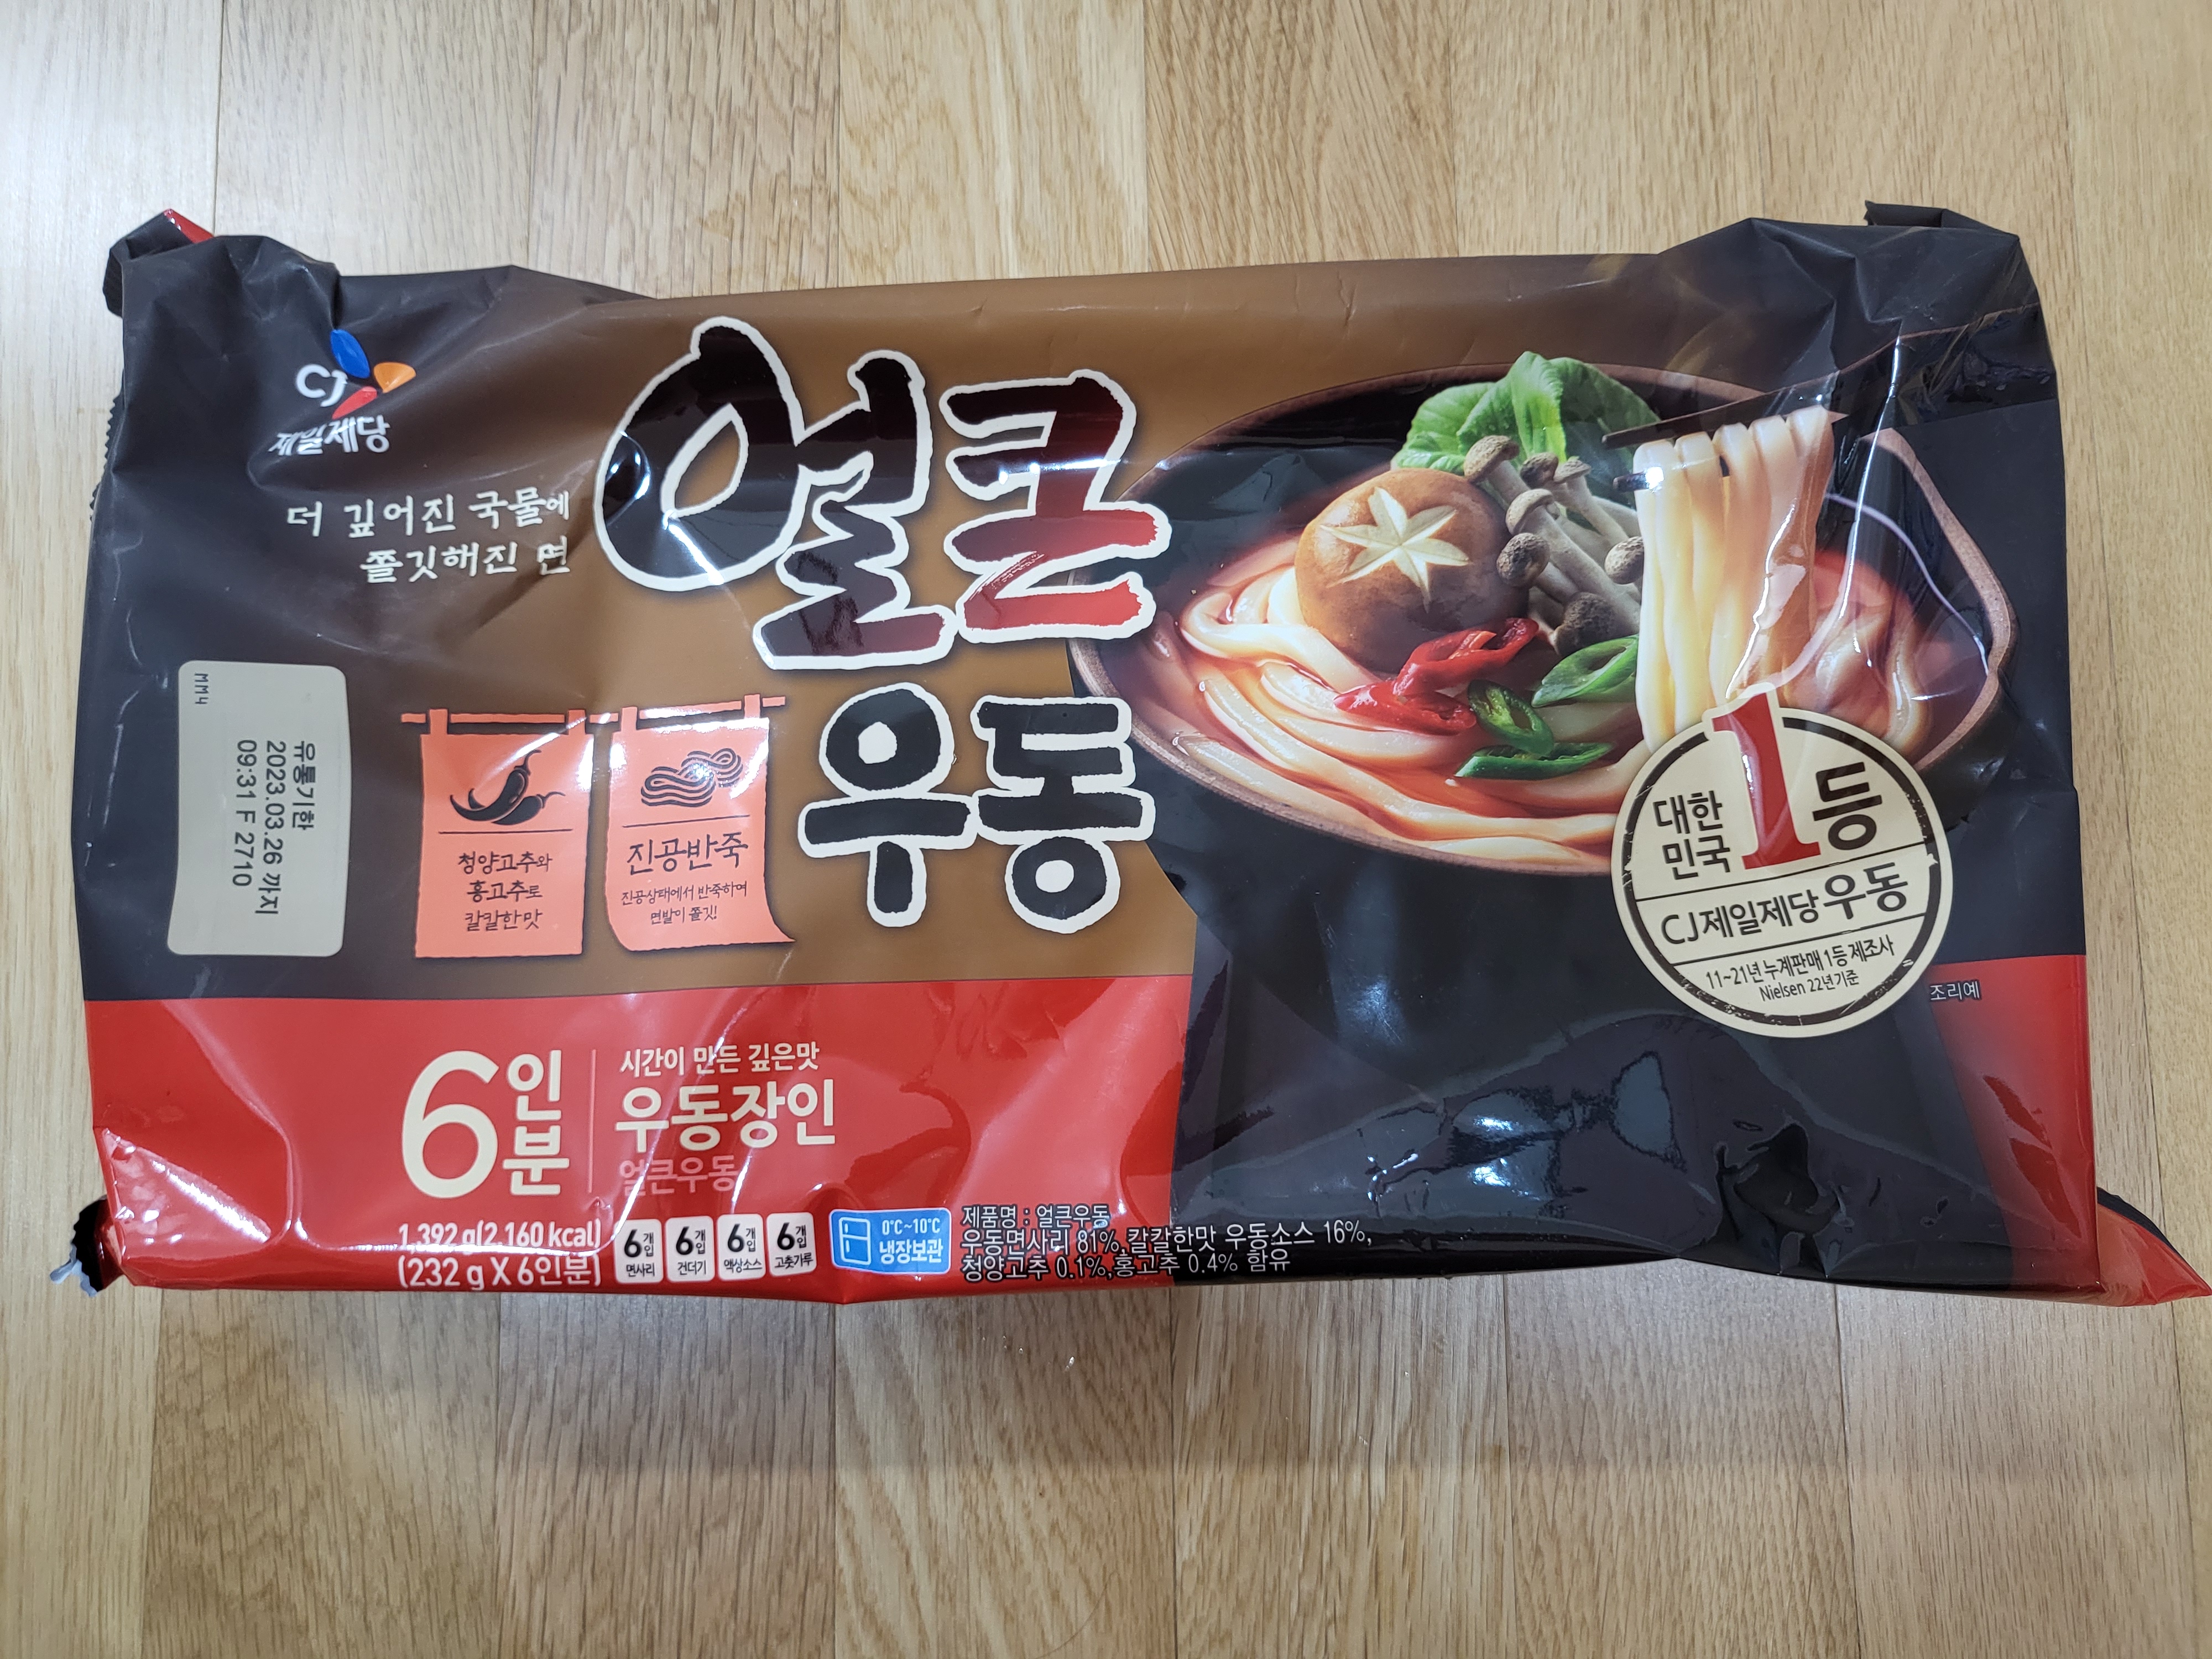 CJ
제일제당
더 깊어진 국물에
쫄깃해진 면
얼큰
우동
MM4
유통기한
2023.03.26 까지
09:31 F 2710
청양고추와
홍고추로
칼칼한맛
진공반죽
진공상태에서 반죽하여
면발이 쫄깃!
대한
민국
1등
CJ제일제당 우동
11~21년 누계판매 1등 제조사
Nielsen 22년 기준
조리예
6인분
시간이 만든 깊은맛
우동장인
얼큰우동
1,392 g(2,160 kcal)
(232 g X 6인분)
6개입
면사리
6개입
건더기
6개입
액상소스
6개입
고춧가루
0℃~10℃
냉장보관
제품명 : 얼큰우동
우동면사리 81%, 칼칼한맛 우동소스 16%,
청양고추 0.1%, 홍고추 0.4% 함유